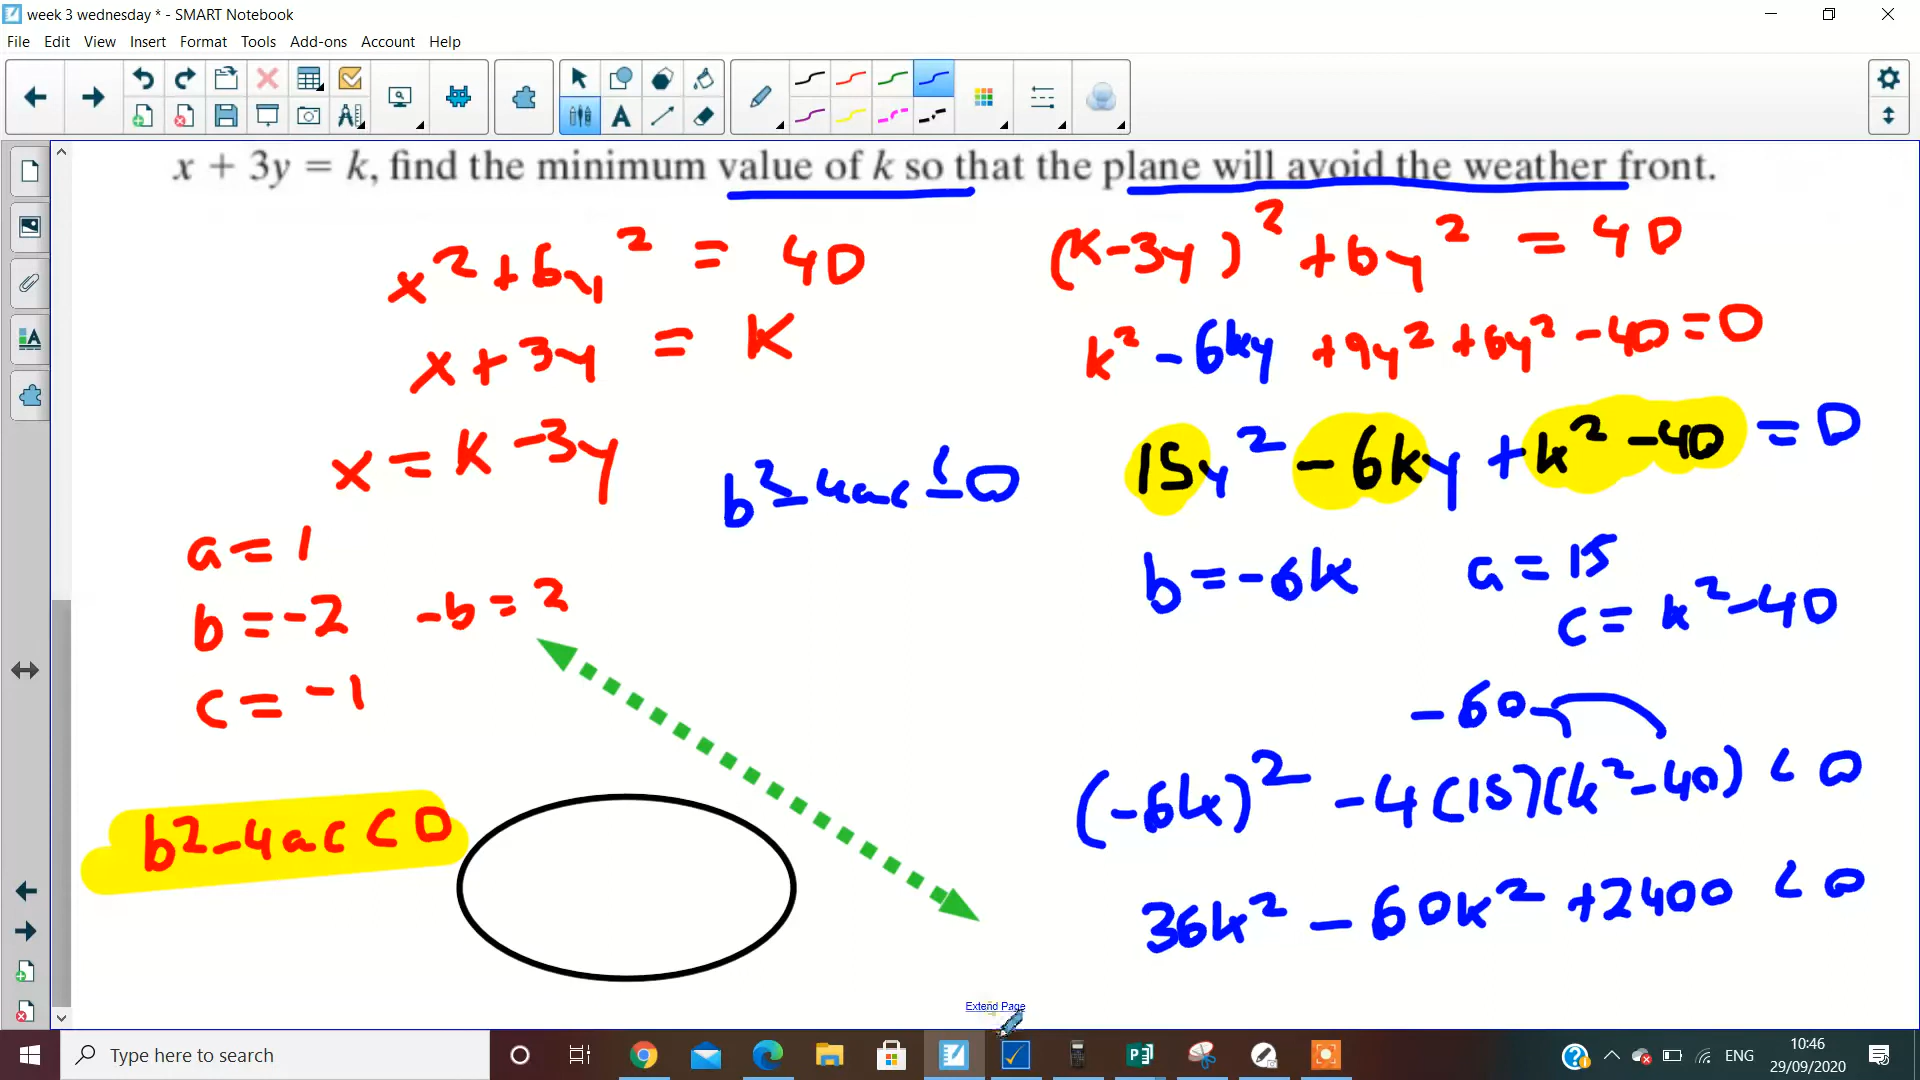 week 3 wednesday * - SMART Notebook
File Edit View Insert Format Tools Add-ons Account Help
x + 3y = k, find the minimum value of k so that the plane will avoid the weather front.
x² + 6y² = 40
x + 3y = k
x = k - 3y
a = 1
b = -2 -b = 2
c = -1
b² - 4ac < 0
b² - 4ac < 0
(k - 3y)² + 6y² = 40
k² - 6ky + 9y² + 6y² - 40 = 0
15y² - 6ky + k² - 40 = 0
b = -6k a = 15
c = k² - 40
-60
(-6k)² - 4(15)(k² - 40) < 0
36k² - 60k² + 2400 < 0
Extend Page
Type here to search
ENG
10:46
29/09/2020